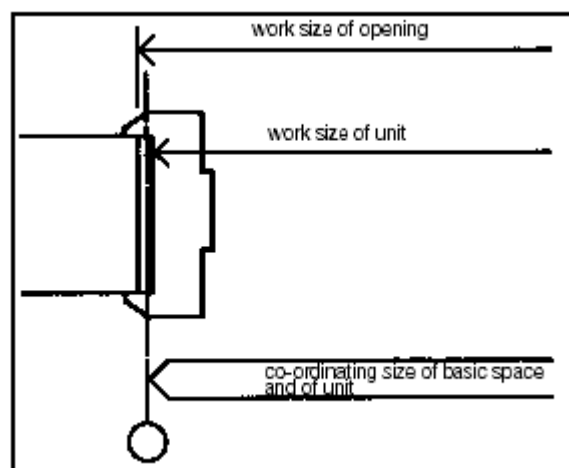 work size of opening
work size of unit
co-ordinating size of basic space
and of unit